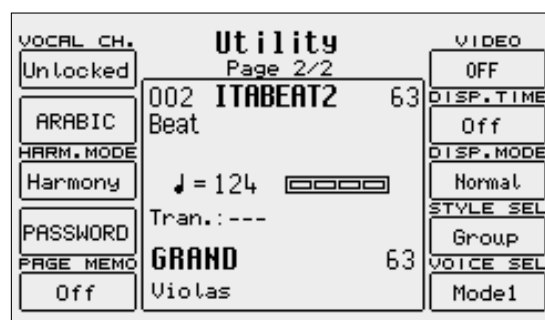 Utility
Page 2/2
VOCAL CH.
Unlocked
ARABIC
HARM.MODE
Harmony
PASSWORD
PAGE MEMO
Off
002 ITABEAT2 63
Beat
♩=124
Tran.:---
GRAND 63
Violas
VIDEO
OFF
DISP.TIME
Off
DISP.MODE
Normal
STYLE SEL
Group
VOICE SEL
Mode1